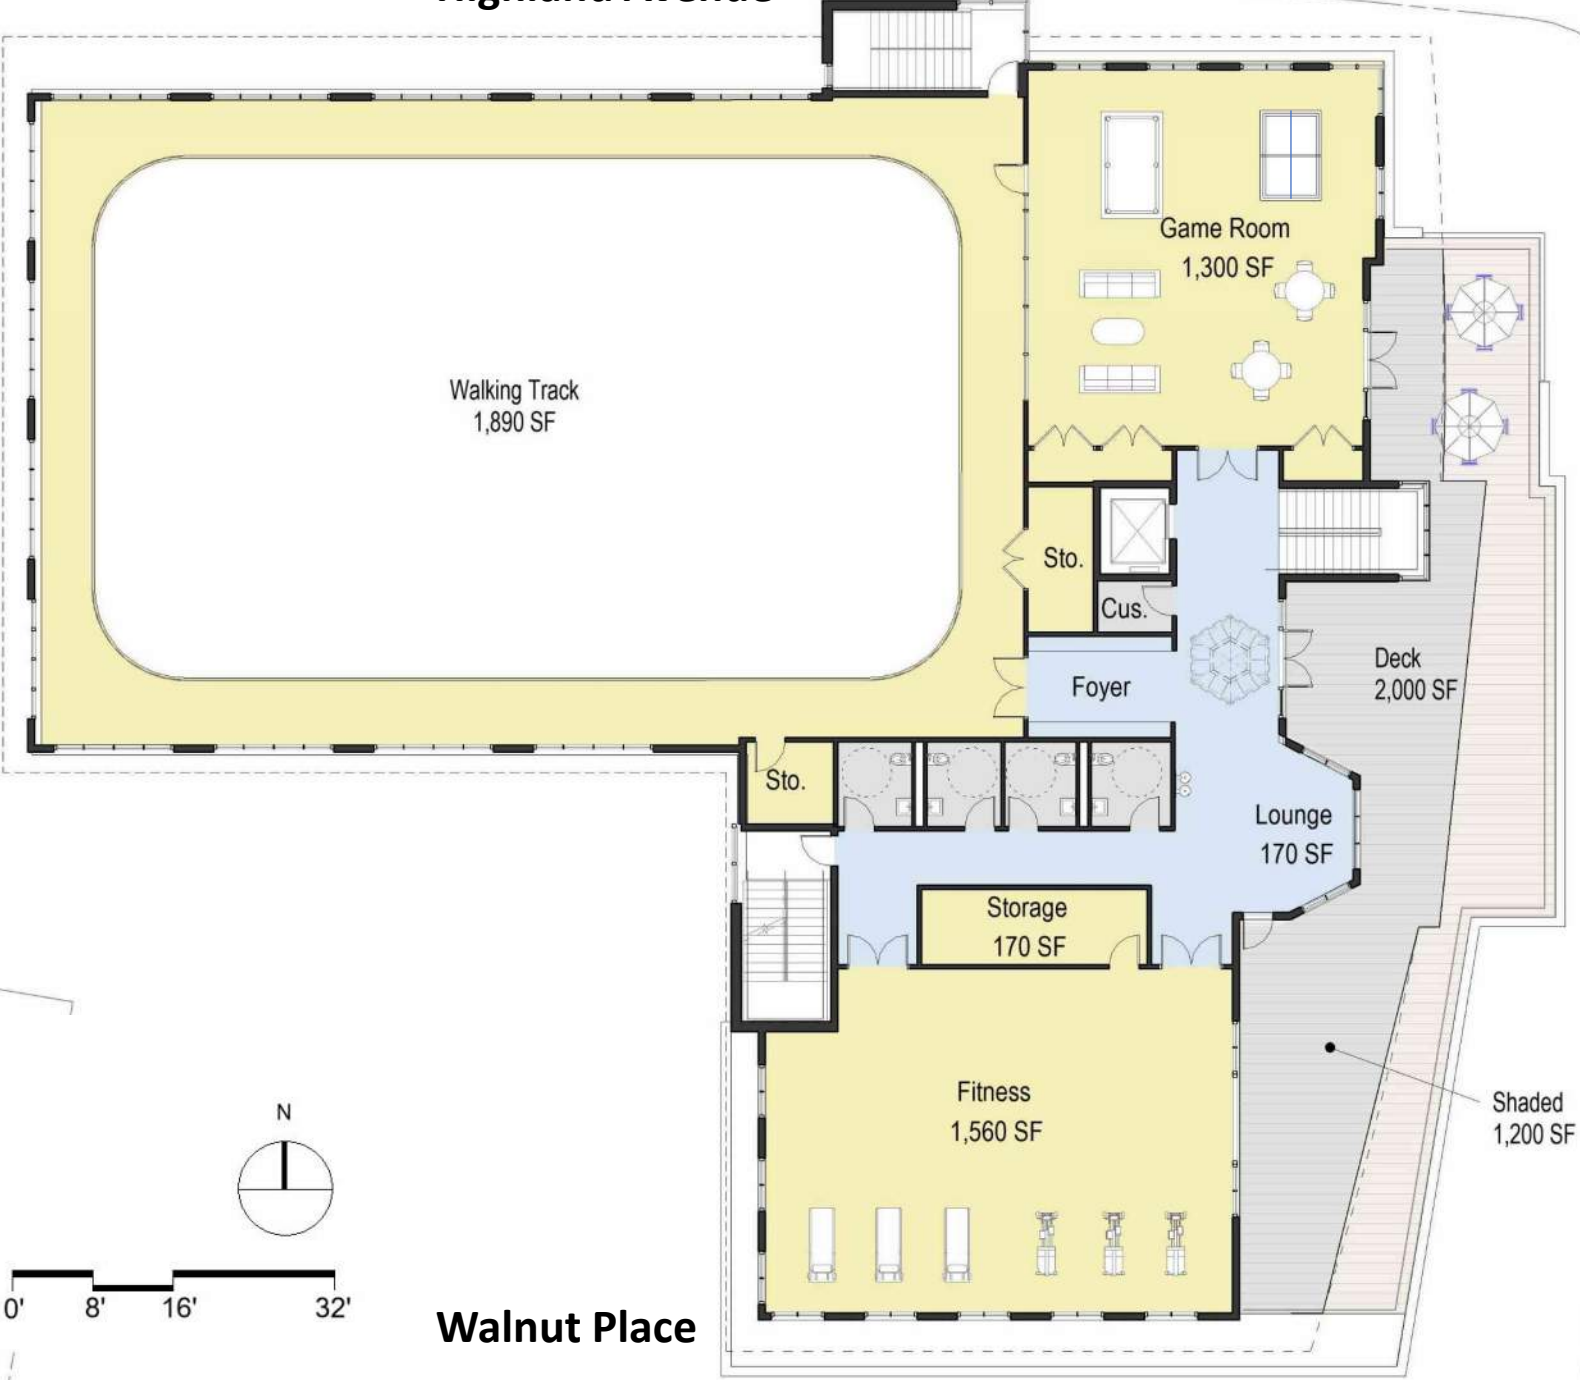 Highland Avenue
Game Room
1,300 SF
Walking Track
1,890 SF
Sto.
Cus.
Foyer
Deck
2,000 SF
Sto.
Lounge
170 SF
Storage
170 SF
Fitness
1,560 SF
Shaded
1,200 SF
N
0' 8' 16' 32'
Walnut Place